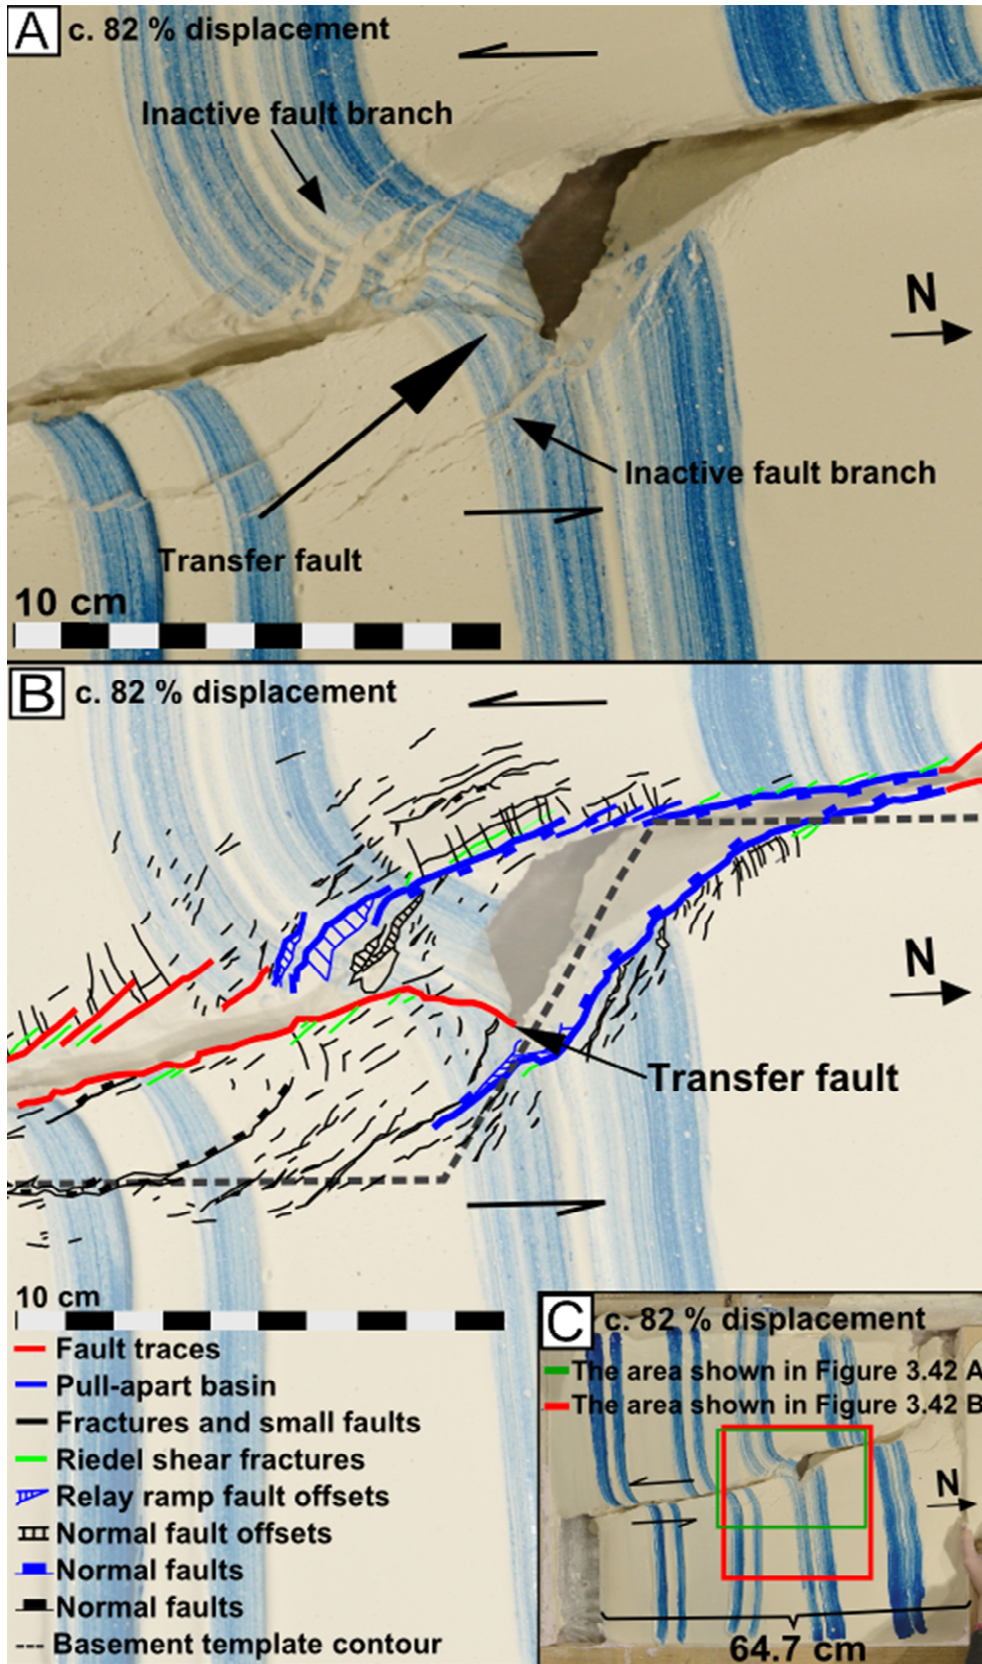 A c. 82 % displacement
Inactive fault branch
N
Inactive fault branch
Transfer fault
10 cm
B c. 82 % displacement
N
Transfer fault
10 cm
Fault traces
Pull-apart basin
Fractures and small faults
Riedel shear fractures
Relay ramp fault offsets
Normal fault offsets
Normal faults
Normal faults
Basement template contour
C c. 82 % displacement
The area shown in Figure 3.42 A
The area shown in Figure 3.42 B
N
64.7 cm